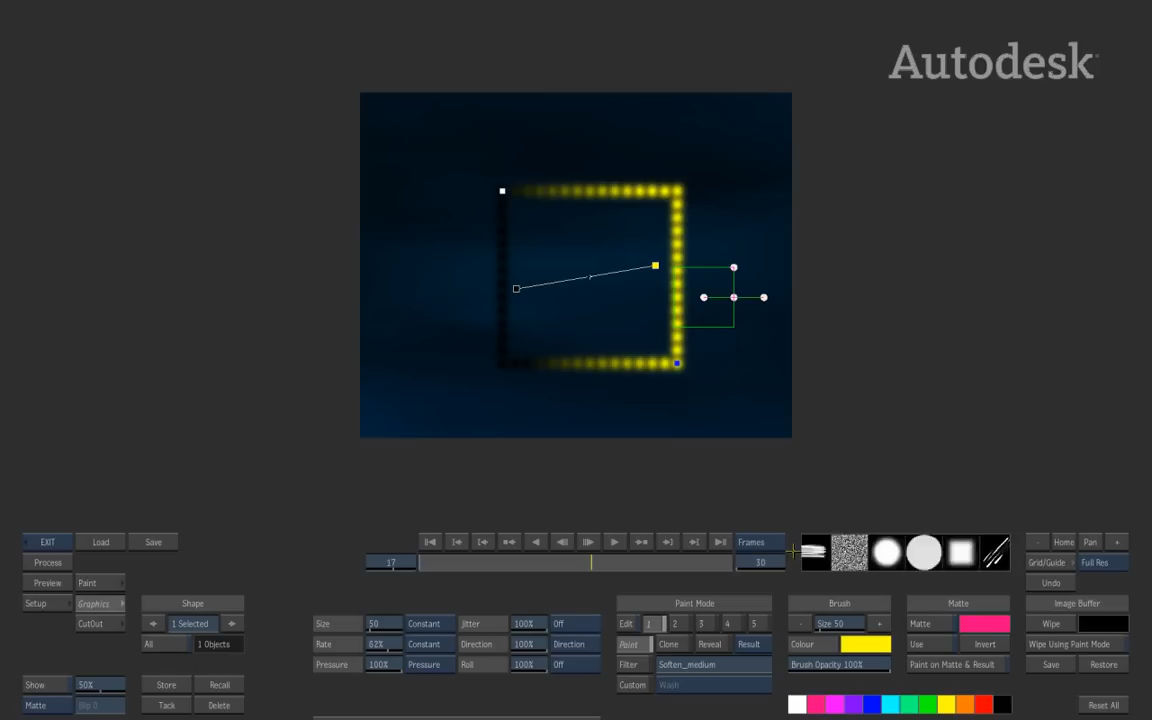 Autodesk
EXIT Load Save Frames - Home Pan +
Process 17 30 Grid/Guide Full Res
Preview Paint Undo
Setup Graphics Shape Paint Mode Brush Matte Image Buffer
CutOut 1 Selected Size 50 Constant Jitter 100% Off Edit 1 2 3 4 5 - Size 50 + Matte Wipe
All 1 Objects Rate 62% Constant Direction 100% Direction Paint Clone Reveal Result Colour Use Invert Wipe Using Paint Mode
Pressure 100% Pressure Roll 100% Off Filter Soften_medium Brush Opacity 100% Paint on Matte & Result Save Restore
Show 50% Store Recall Custom Wash
Matte Blip 0 Tack Delete Reset All